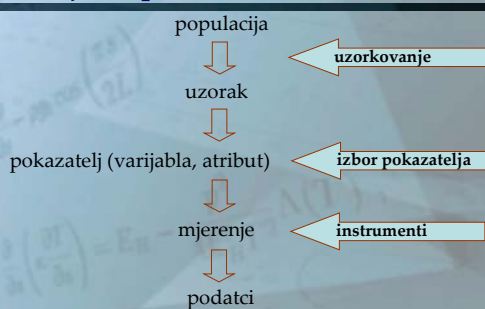 populacija
uzorkovanje
uzorak
pokazatelj (varijabla, atribut)
izbor pokazatelja
mjerenje
instrumenti
podatci